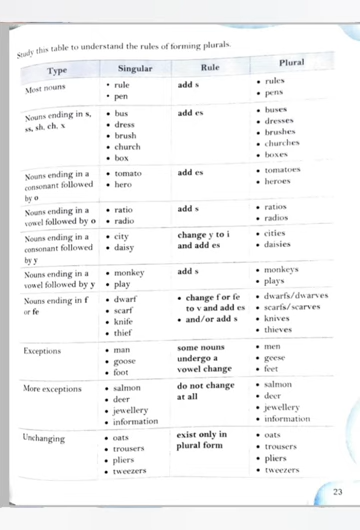 Study this table to understand the rules of forming plurals.
Type Singular Rule Plural
Most nouns • rule add s • rules
• pen • pens
Nouns ending in s, • bus add es • buses
ss, sh, ch, x • dress • dresses
• brush • brushes
• church • churches
• box • boxes
Nouns ending in a • tomato add es • tomatoes
consonant followed • hero • heroes
by o
Nouns ending in a • ratio add s • ratios
vowel followed by o • radio • radios
Nouns ending in a • city change y to i • cities
consonant followed • daisy and add es • daisies
by y
Nouns ending in a • monkey add s • monkeys
vowel followed by y • play • plays
Nouns ending in f • dwarf • change f or fe • dwarfs/dwarves
or fe • scarf to v and add es • scarfs/scarves
• knife • and/or add s • knives
• thief • thieves
Exceptions • man some nouns • men
• goose undergo a • geese
• foot vowel change • feet
More exceptions • salmon do not change • salmon
• deer at all • deer
• jewellery • jewellery
• information • information
Unchanging • oats exist only in • oats
• trousers plural form • trousers
• pliers • pliers
• tweezers • tweezers
23